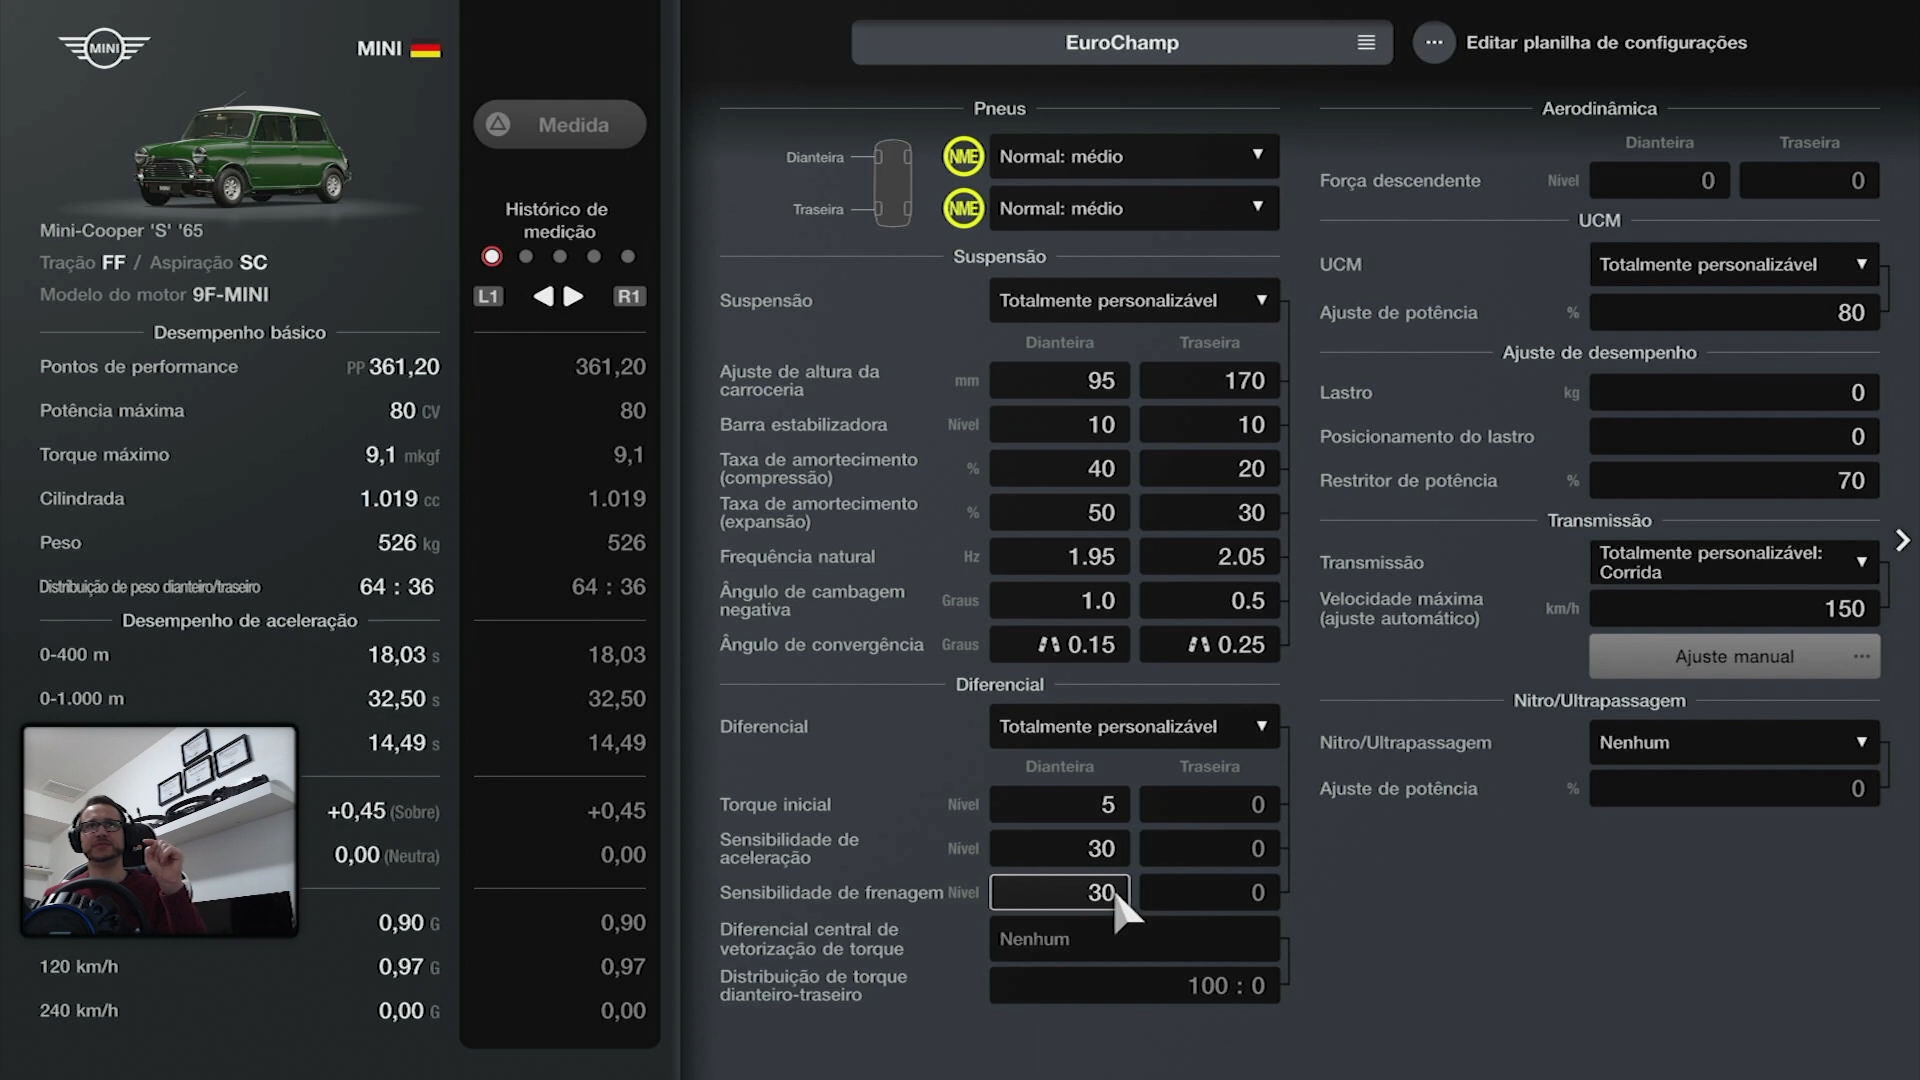 MINI
MINI
Mini-Cooper 'S' '65
Tração FF / Aspiração SC
Modelo do motor 9F-MINI
Desempenho básico
Pontos de performance PP 361,20
Potência máxima 80 CV
Torque máximo 9,1 mkgf
Cilindrada 1.019 cc
Peso 526 kg
Distribuição de peso dianteiro/traseiro 64 : 36
Desempenho de aceleração
0-400 m 18,03 s
0-1.000 m 32,50 s
14,49 s
+0,45 (Sobre)
0,00 (Neutra)
0,90 G
120 km/h 0,97 G
240 km/h 0,00 G
Medida
Histórico de
medição
L1 R1
361,20
80
9,1
1.019
526
64 : 36
18,03
32,50
14,49
+0,45
0,00
0,90
0,97
0,00
EuroChamp
Editar planilha de configurações
Pneus
Dianteira NME Normal: médio
Traseira NME Normal: médio
Suspensão
Suspensão Totalmente personalizável
Dianteira Traseira
Ajuste de altura da
carroceria mm 95 170
Barra estabilizadora Nível 10 10
Taxa de amortecimento
(compressão) % 40 20
Taxa de amortecimento
(expansão) % 50 30
Frequência natural Hz 1.95 2.05
Ângulo de cambagem
negativa Graus 1.0 0.5
Ângulo de convergência Graus 0.15 0.25
Diferencial
Diferencial Totalmente personalizável
Dianteira Traseira
Torque inicial Nível 5 0
Sensibilidade de
aceleração Nível 30 0
Sensibilidade de frenagem Nível 30 0
Diferencial central de
vetorização de torque Nenhum
Distribuição de torque
dianteiro-traseiro 100 : 0
Aerodinâmica
Dianteira Traseira
Força descendente Nível 0 0
UCM
UCM Totalmente personalizável
Ajuste de potência % 80
Ajuste de desempenho
Lastro kg 0
Posicionamento do lastro 0
Restritor de potência % 70
Transmissão
Transmissão Totalmente personalizável:
Corrida
Velocidade máxima
(ajuste automático) km/h 150
Ajuste manual
Nitro/Ultrapassagem
Nitro/Ultrapassagem Nenhum
Ajuste de potência % 0